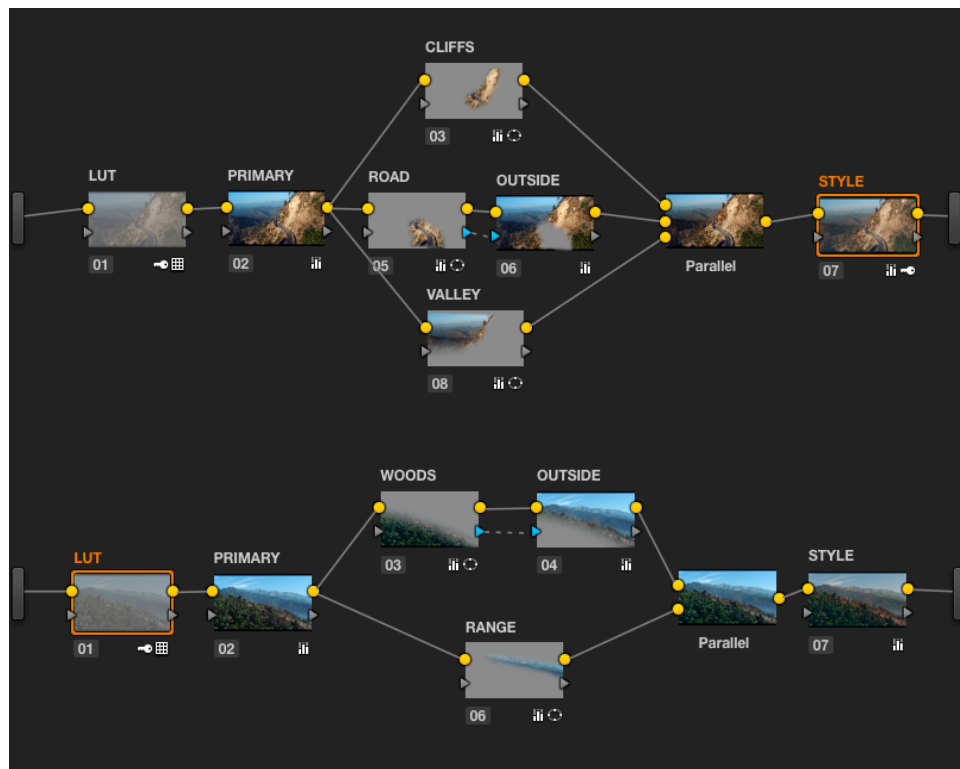 CLIFFS
03
LUT
PRIMARY
ROAD
OUTSIDE
STYLE
01
02
05
06
Parallel
07
VALLEY
08
WOODS
OUTSIDE
03
04
LUT
PRIMARY
STYLE
01
02
Parallel
07
RANGE
06